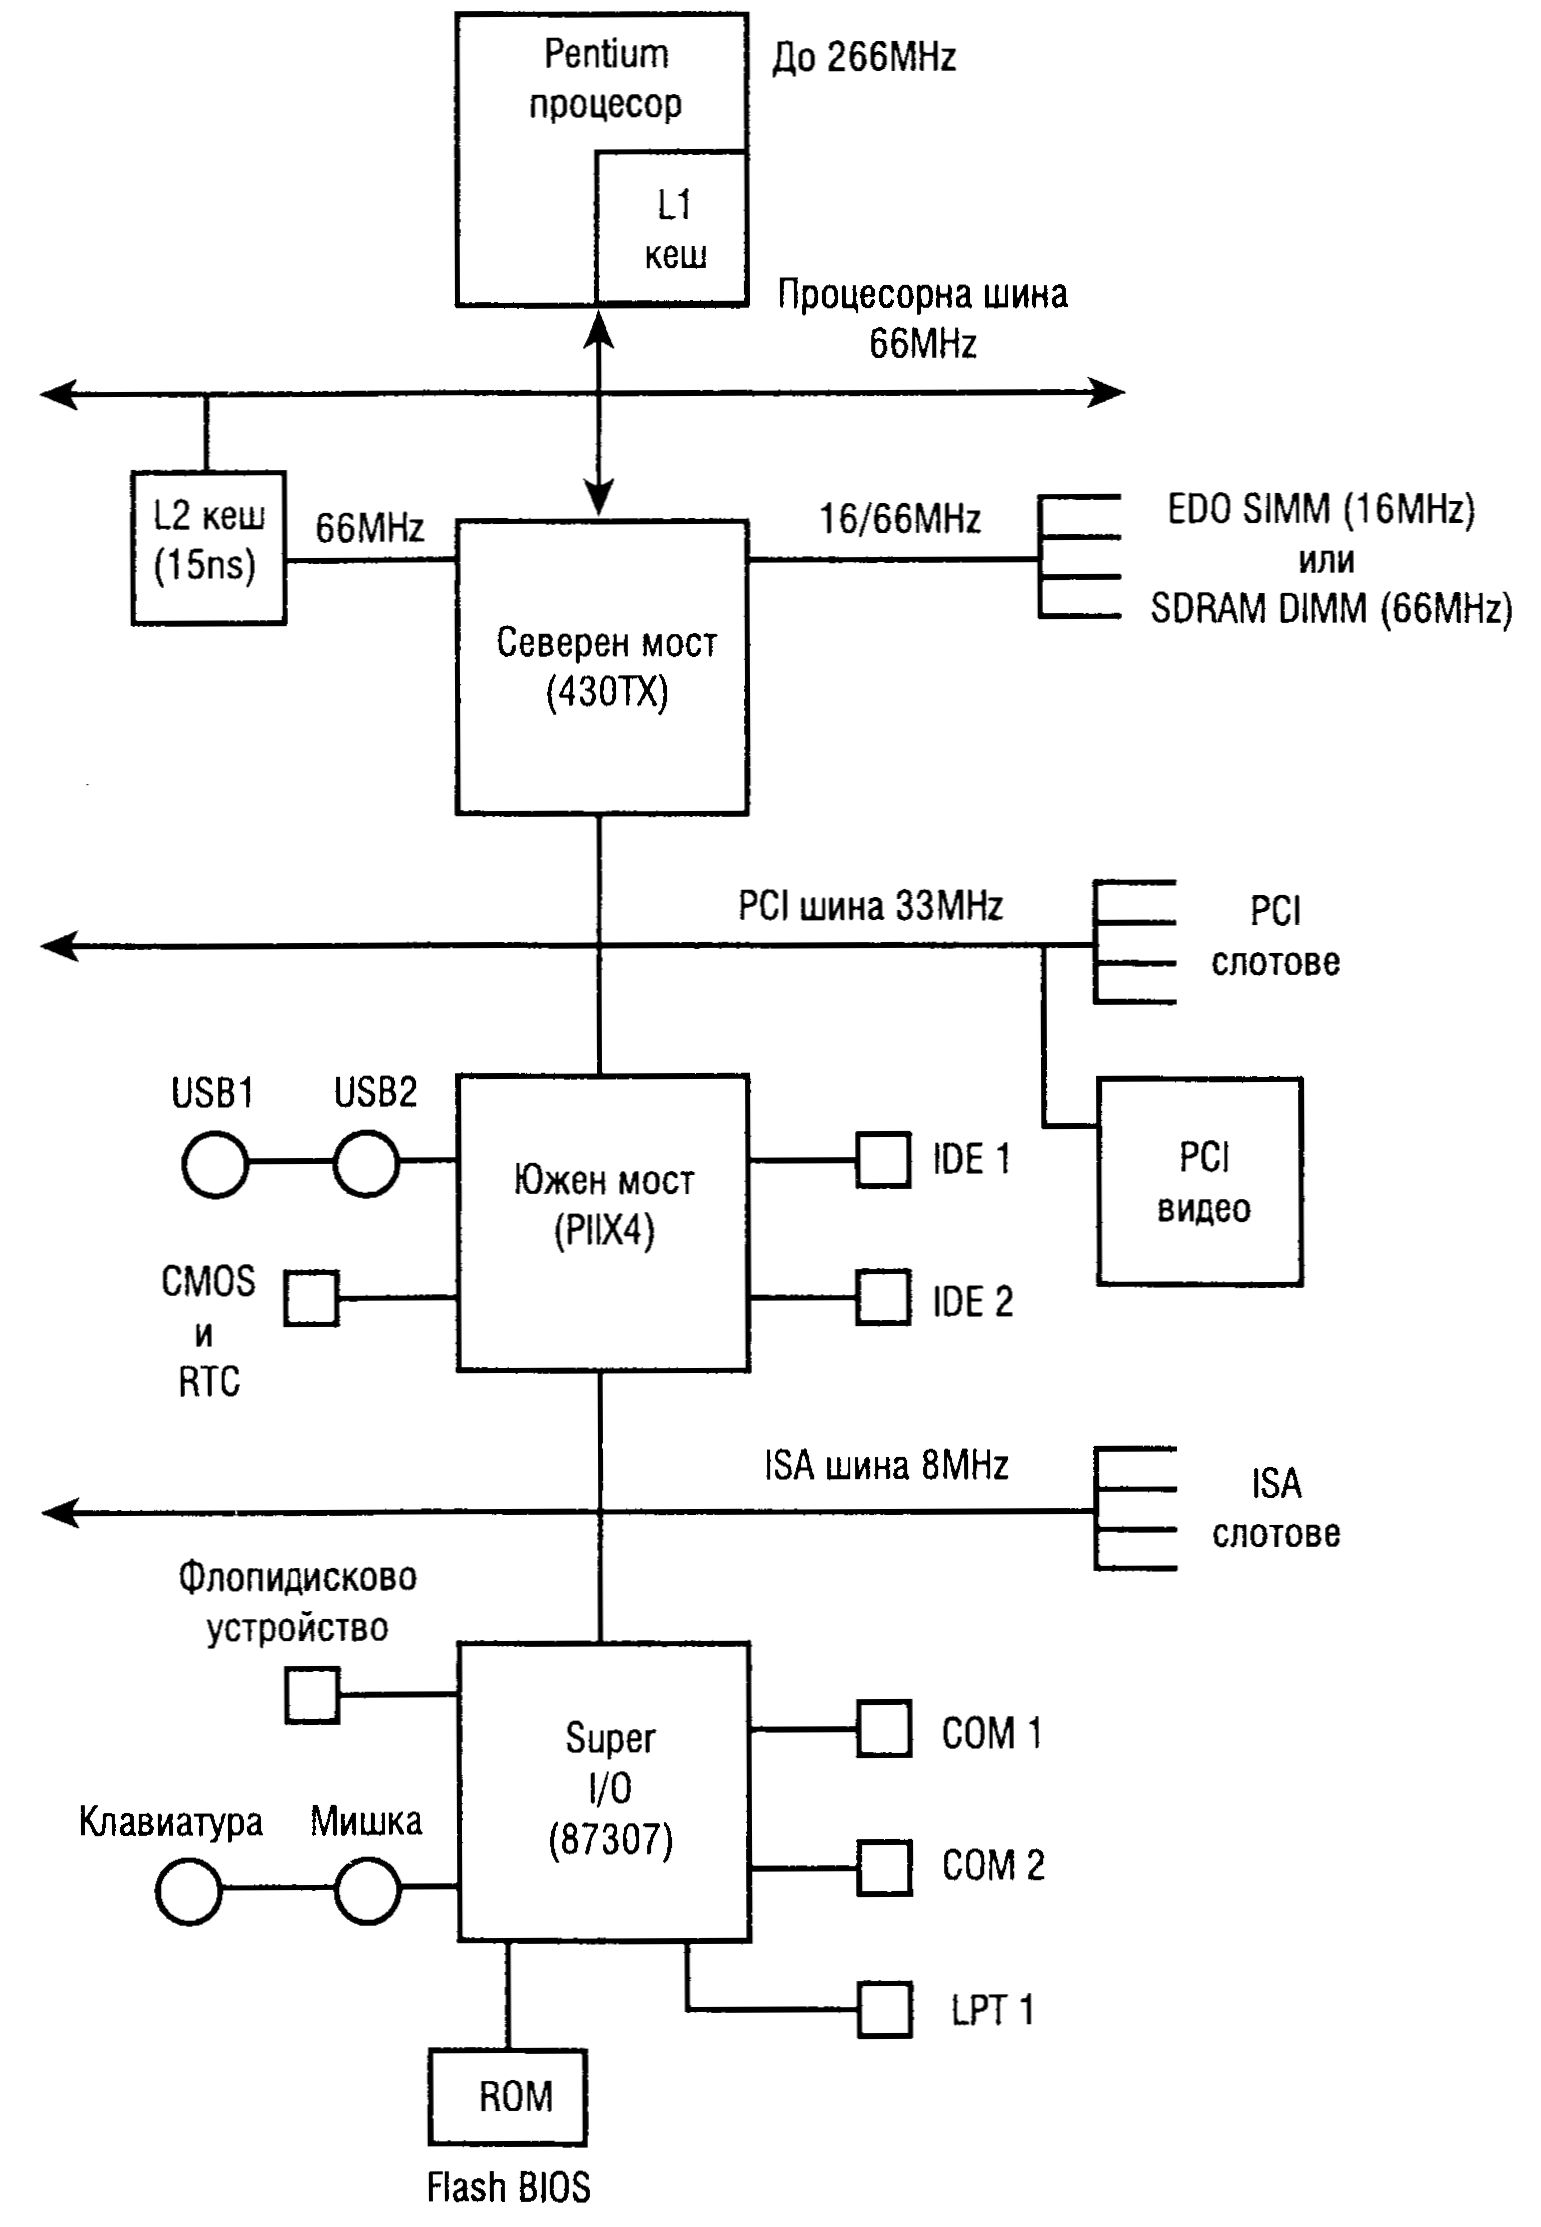 Pentium
процесор
До 266MHz
L1
кеш
Процесорна шина
66MHz
L2 кеш
(15ns)
66MHz
16/66MHz
EDO SIMM (16MHz)
или
SDRAM DIMM (66MHz)
Северен мост
(430TX)
PCI шина 33MHz
PCI
слотове
USB1
USB2
Южен мост
(PIIX4)
IDE 1
PCI
видео
CMOS
и
RTC
IDE 2
ISA шина 8MHz
ISA
слотове
Флопидисково
устройство
Super
I/O
(87307)
COM 1
Клавиатура
Мишка
COM 2
LPT 1
ROM
Flash BIOS